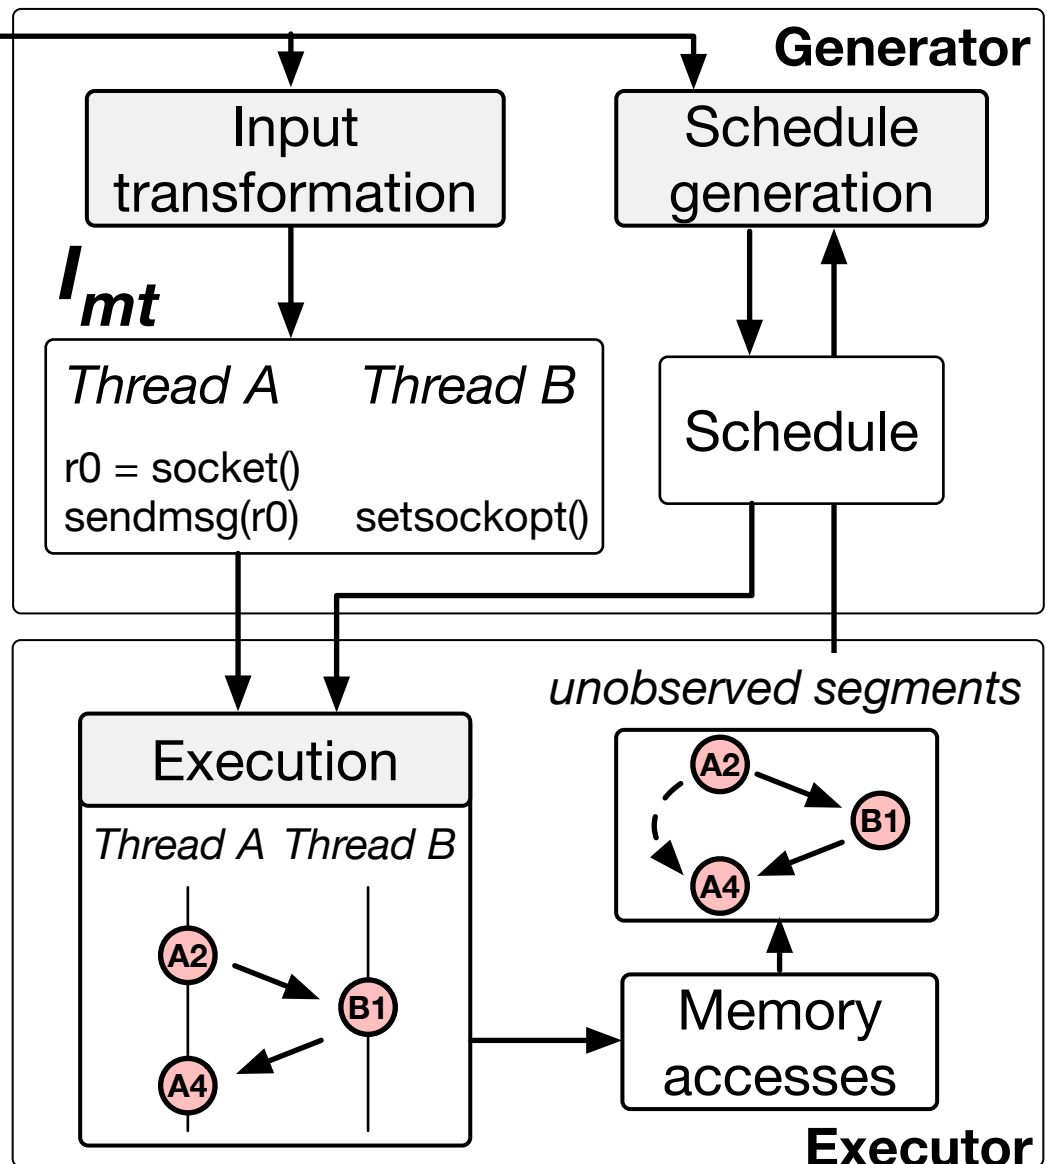 Generator
Input
transformation
Schedule
generation
Imt
Thread A Thread B
r0 = socket()
sendmsg(r0) setsockopt()
Schedule
unobserved segments
Execution
Thread A Thread B
A2
B1
A4
A2
B1
A4
Memory
accesses
Executor